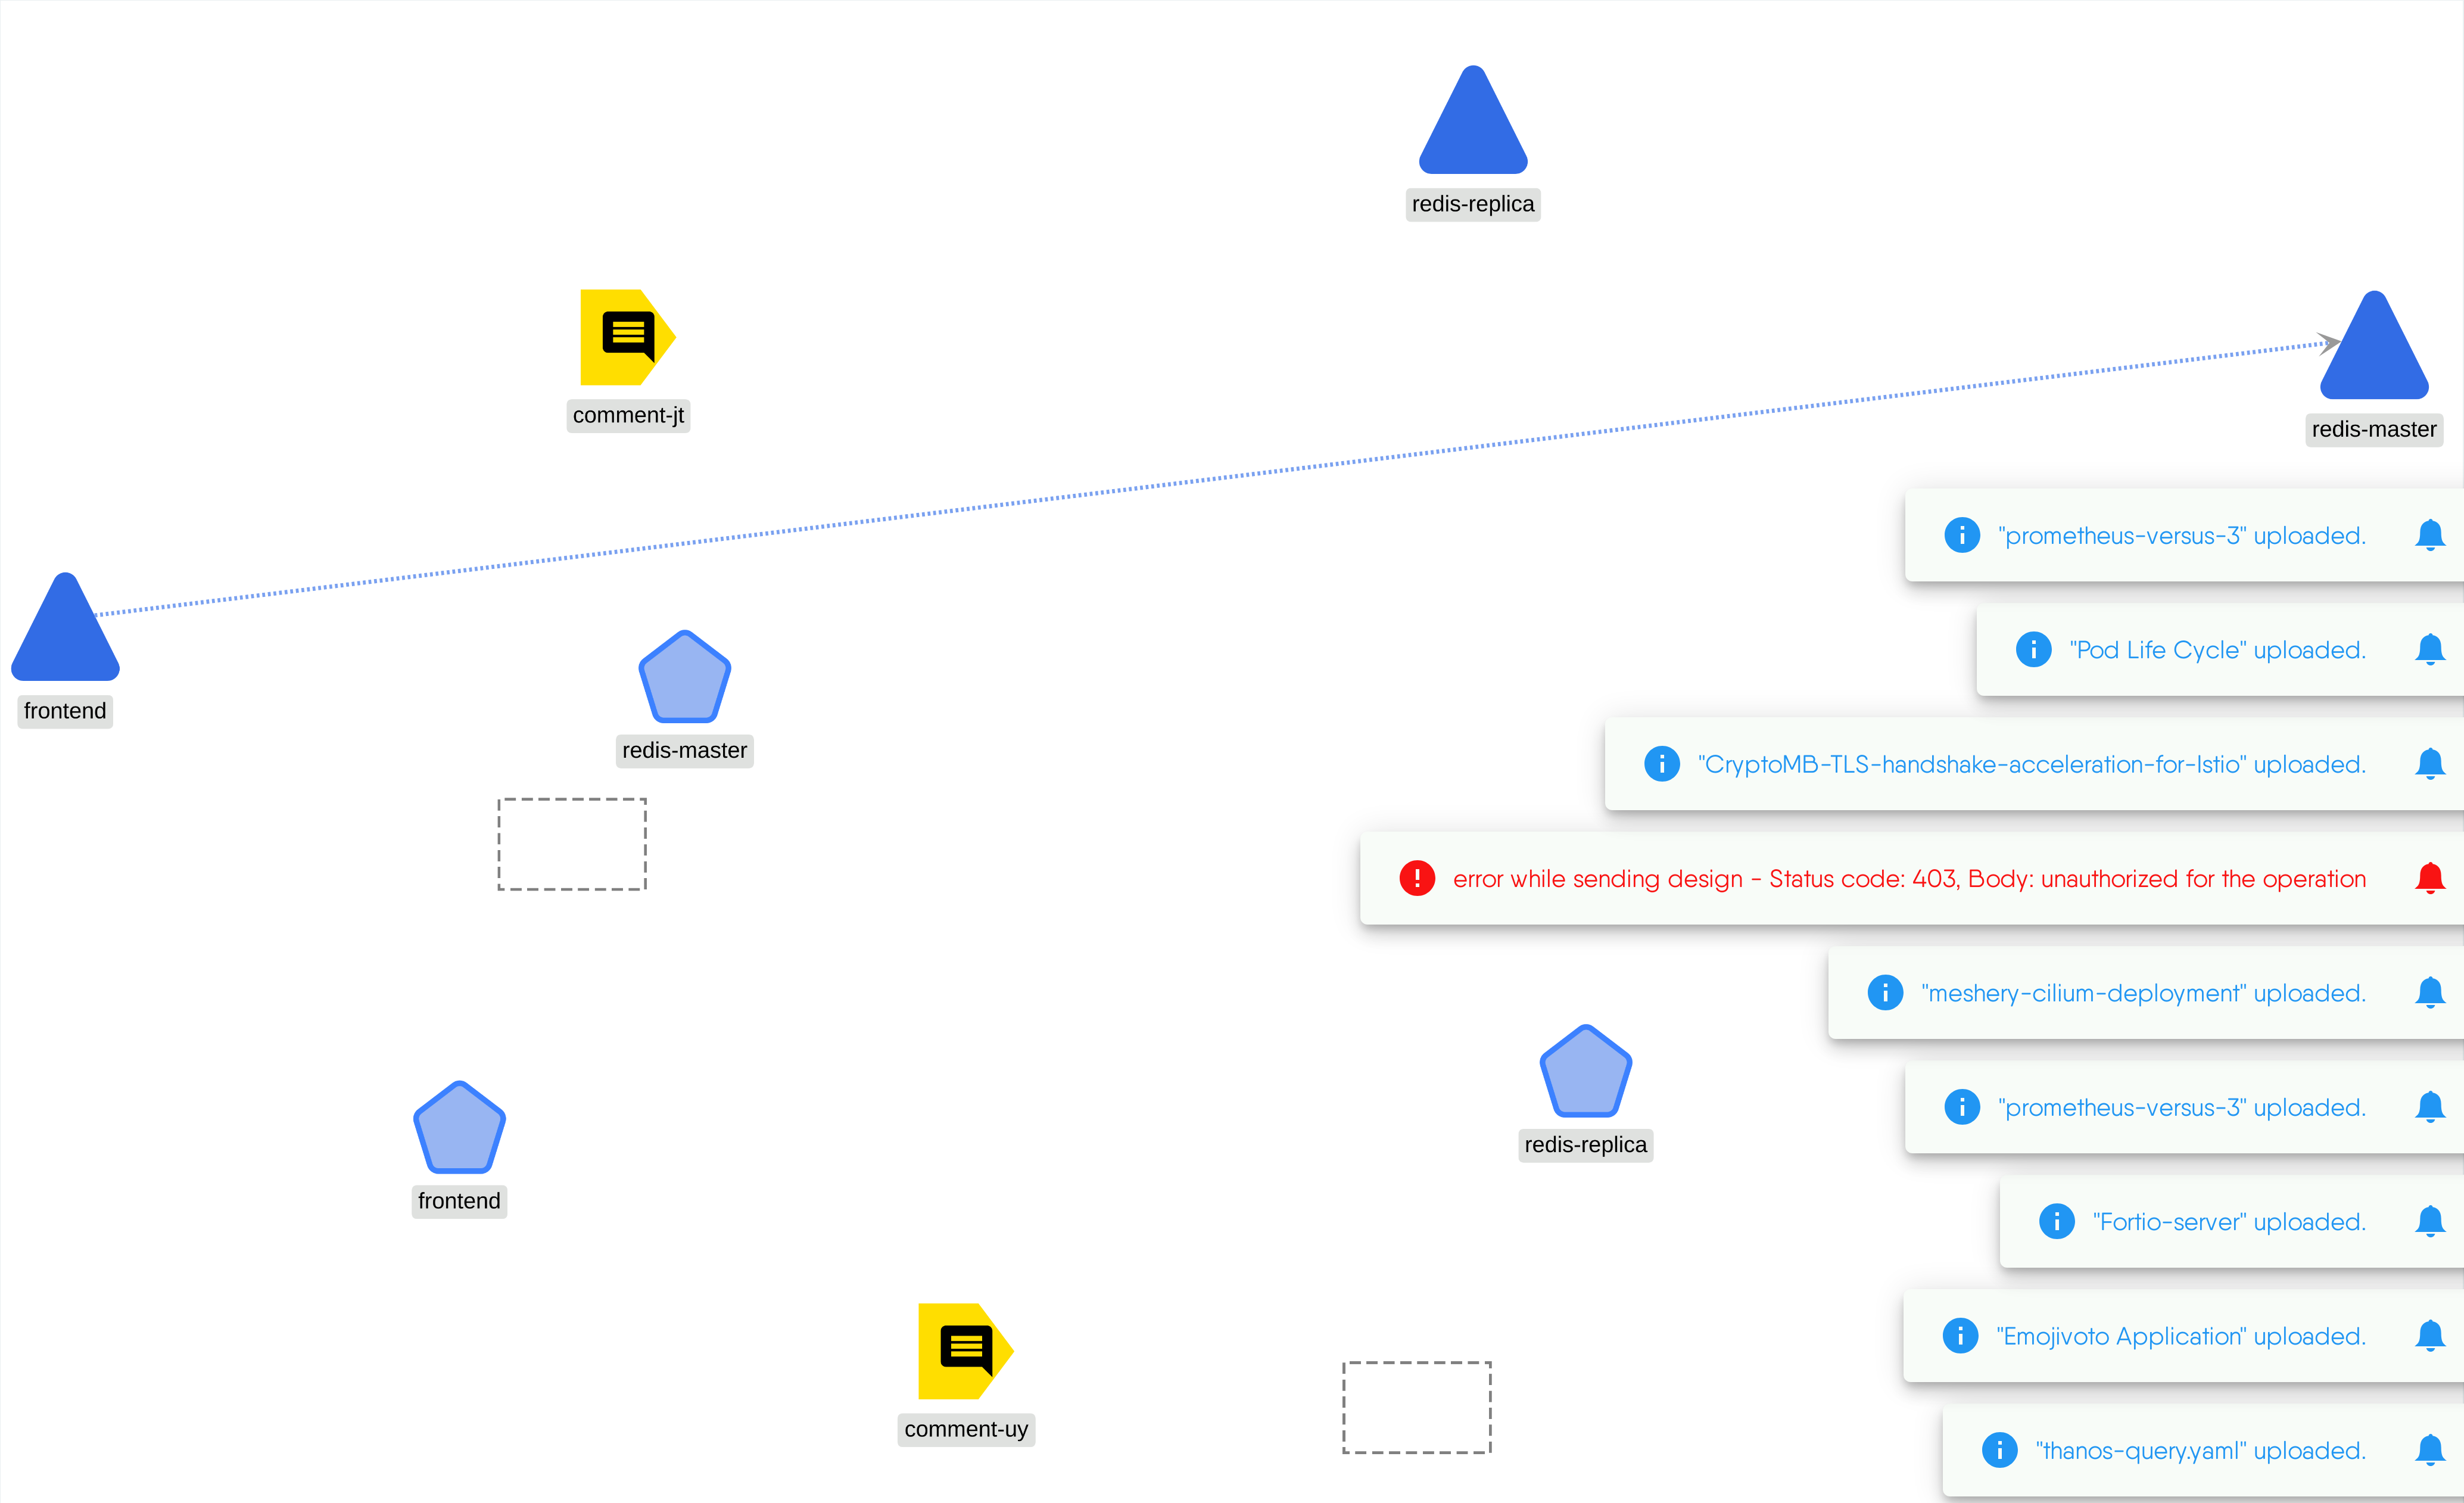 redis-replica
comment-jt
redis-master
"prometheus-versus-3" uploaded.
"Pod Life Cycle" uploaded.
frontend
redis-master
"CryptoMB-TLS-handshake-acceleration-for-Istio" uploaded.
error while sending design - Status code: 403, Body: unauthorized for the operation
"meshery-cilium-deployment" uploaded.
"prometheus-versus-3" uploaded.
redis-replica
frontend
"Fortio-server" uploaded.
"Emojivoto Application" uploaded.
comment-uy
"thanos-query.yaml" uploaded.